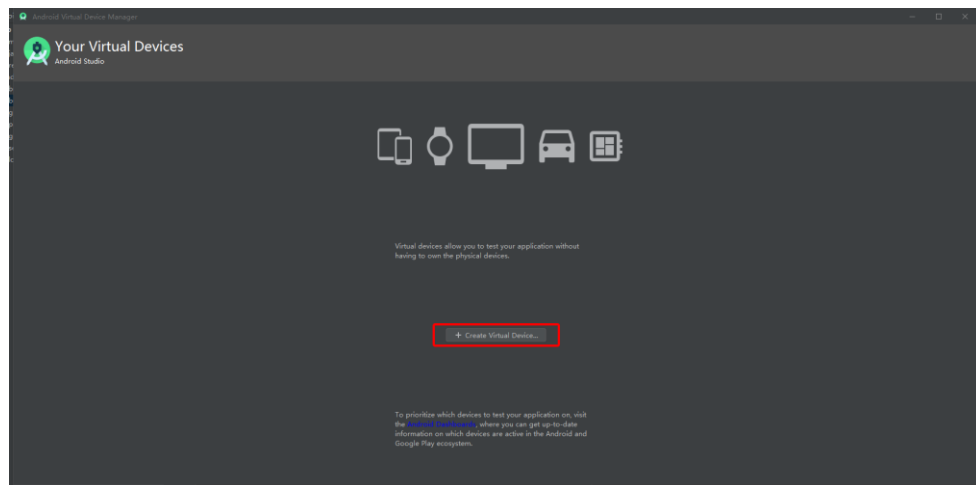 Android Virtual Device Manager
Your Virtual Devices
Android Studio
Virtual devices allow you to test your application without
having to own the physical devices.
+ Create Virtual Device...
To prioritize which devices to test your application on, visit
the Android Dashboards, where you can get up-to-date
information on which devices are active in the Android and
Google Play ecosystem.